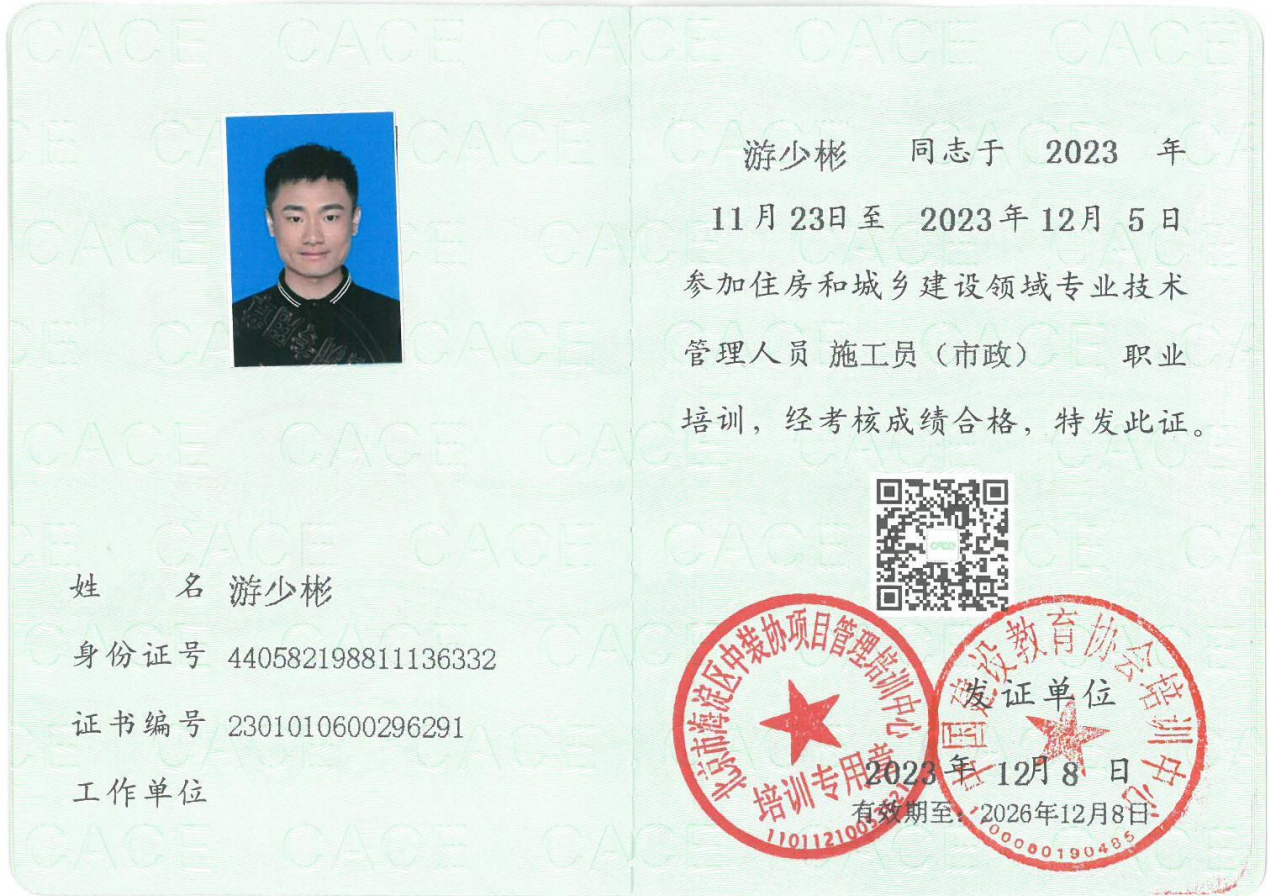 姓 名 游少彬
身份证号 440582198811136332
证书编号 2301010600296291
工作单位
游少彬 同志于 2023 年
11月 23日至 2023年 12月 5 日
参加住房和城乡建设领域专业技术
管理人员 施工员（市政） 职业
培训，经考核成绩合格，特发此证。
北京市海淀区中装协项目管理培训中心
培训专用章
中国建设教育协会培训中心
发证单位
2023 年 12月 8 日
有效期至：2026年12月8日
CACE